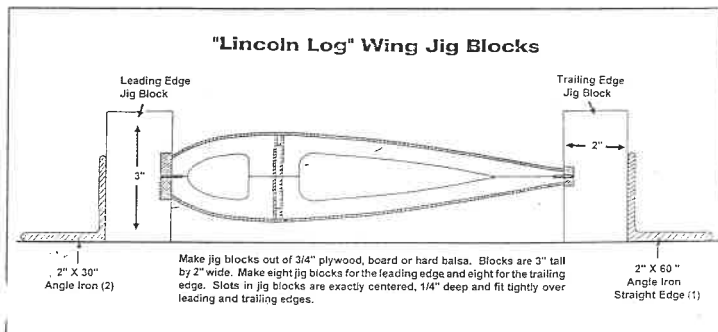 "Lincoln Log" Wing Jig Blocks
Leading Edge
Jig Block
Trailing Edge
Jig Block
3"
2"
Make jig blocks out of 3/4" plywood, board or hard balsa. Blocks are 3" tall
by 2" wide. Make eight jig blocks for the leading edge and eight for the trailing
edge. Slots in jig blocks are exactly centered, 1/4" deep and fit tightly over
leading and trailing edges.
2" X 30"
Angle Iron (2)
2" X 60 "
Angle Iron
Straight Edge (1)